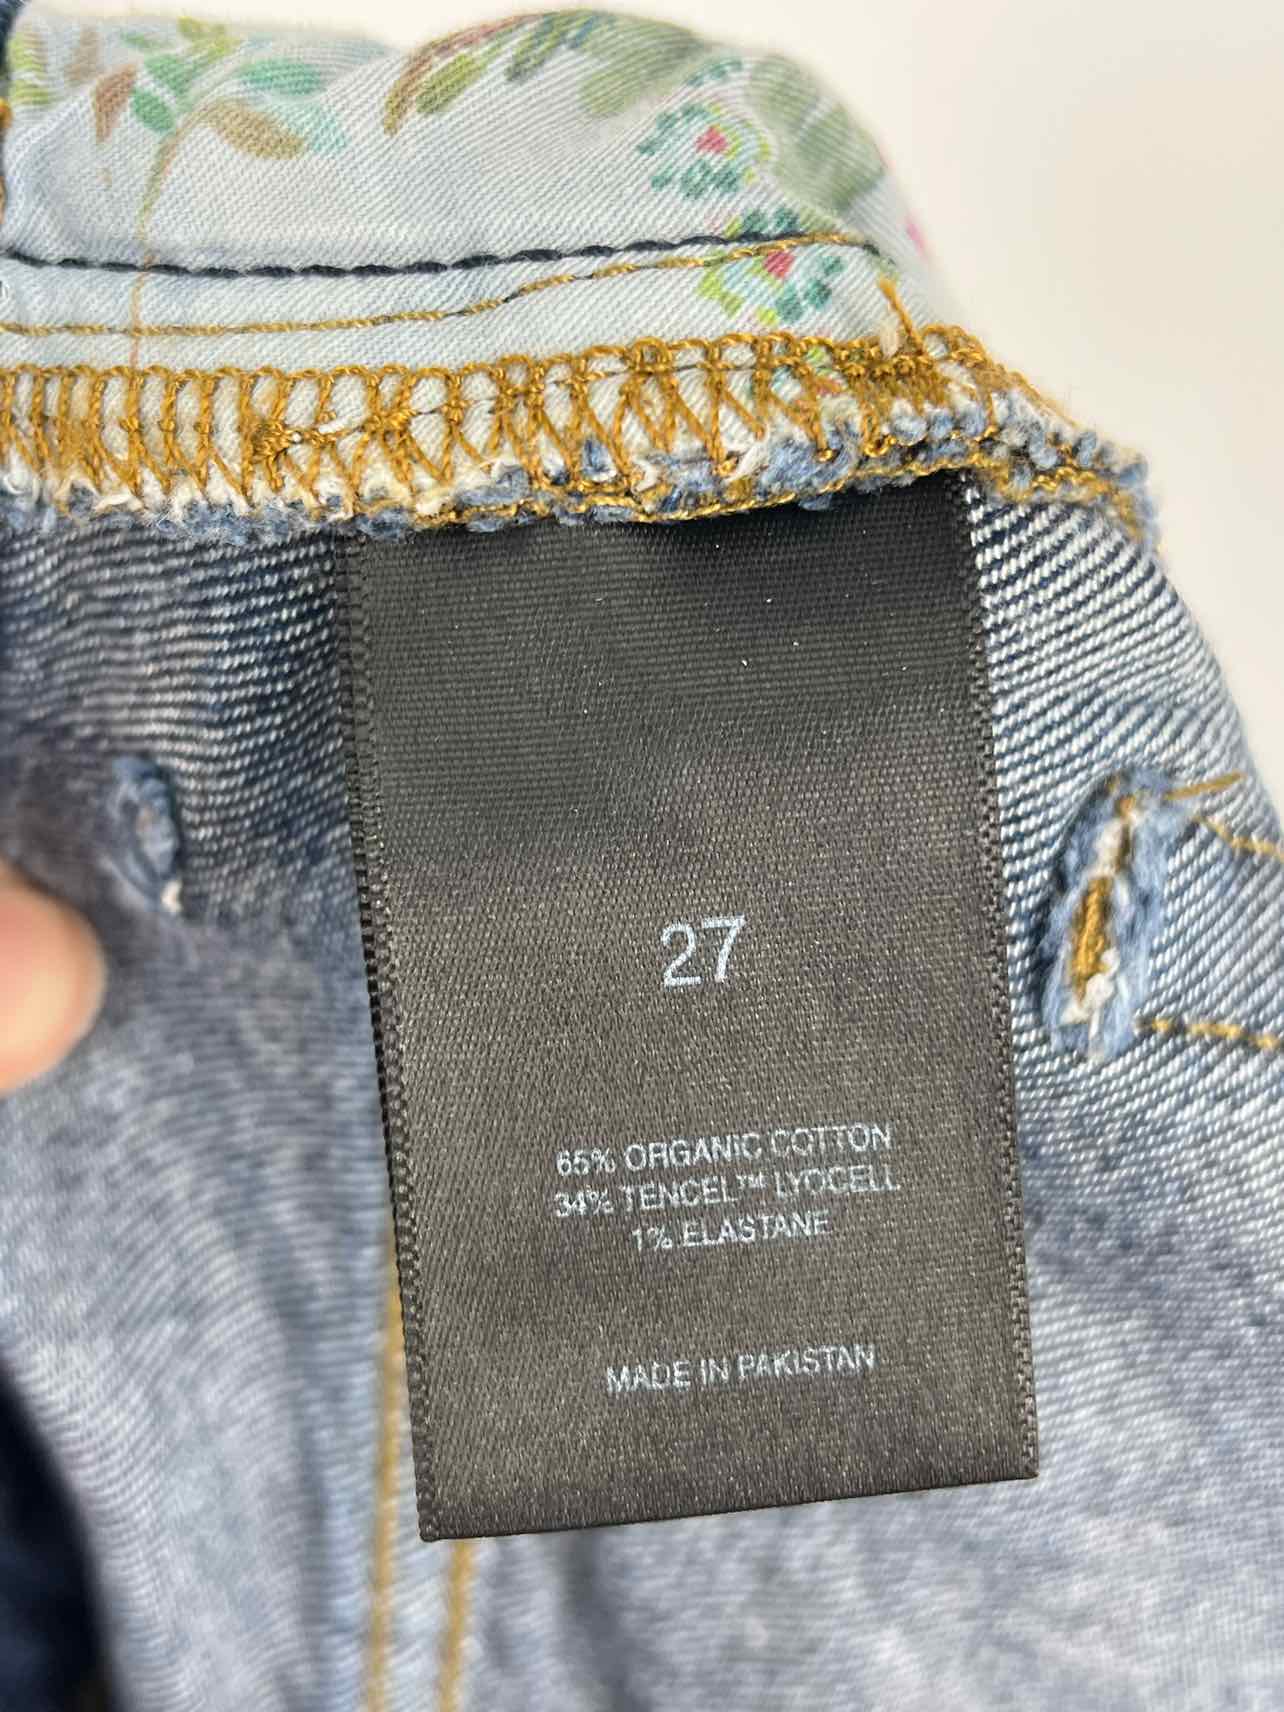 27
65% ORGANIC COTTON
34% TENCEL™ LYOCELL
1% ELASTANE
MADE IN PAKISTAN